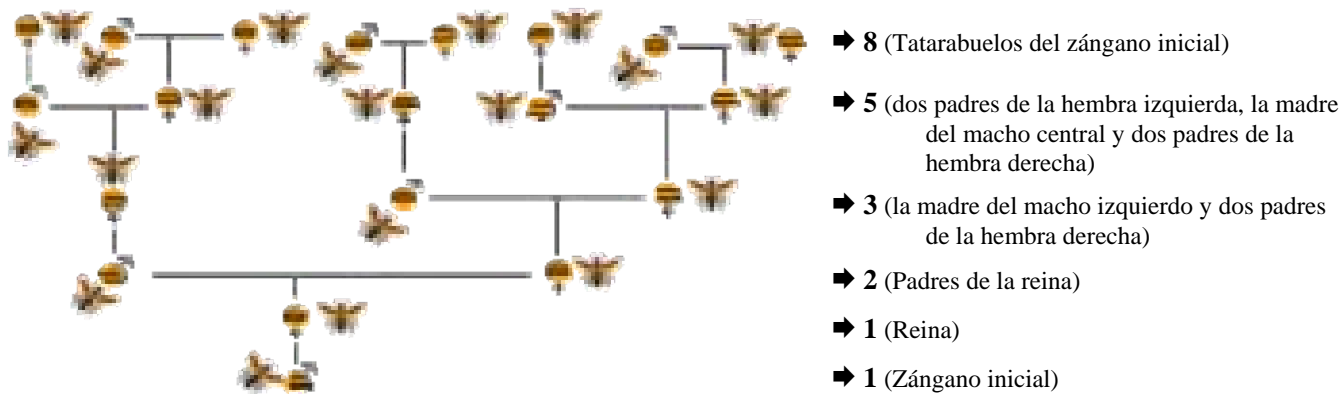 ➡ 8 (Tatarabuelos del zángano inicial)
➡ 5 (dos padres de la hembra izquierda, la madre
del macho central y dos padres de la
hembra derecha)
➡ 3 (la madre del macho izquierdo y dos padres
de la hembra derecha)
➡ 2 (Padres de la reina)
➡ 1 (Reina)
➡ 1 (Zángano inicial)